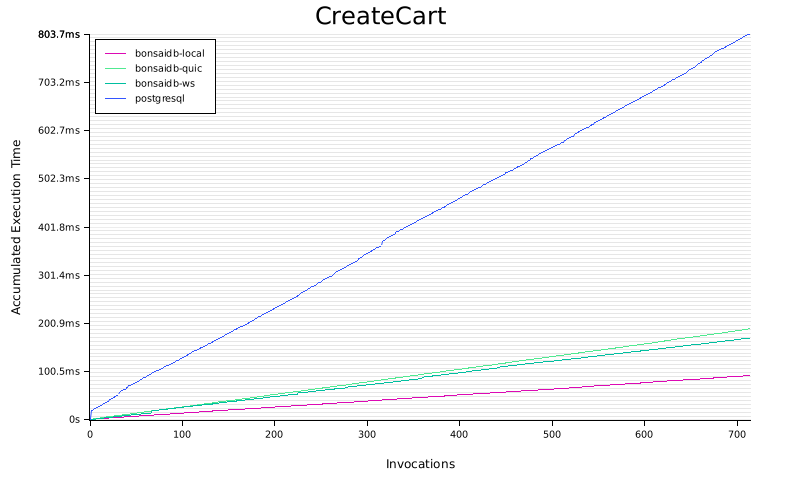 CreateCart
803.7ms
703.2ms
602.7ms
502.3ms
401.8ms
301.4ms
200.9ms
100.5ms
0s
Accumulated Execution Time
bonsaidb-local
bonsaidb-quic
bonsaidb-ws
postgresql
0 100 200 300 400 500 600 700
Invocations